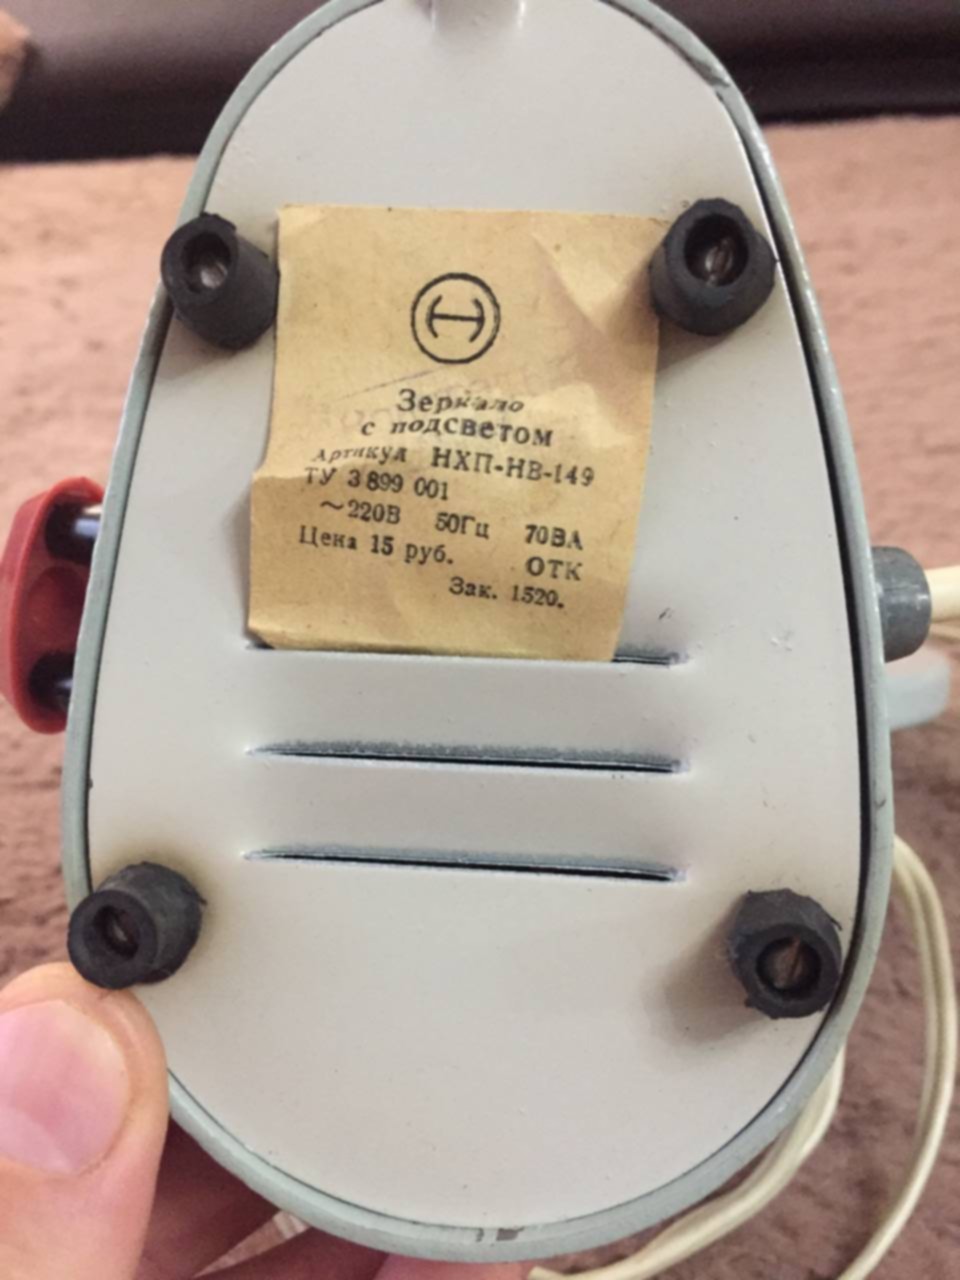 Зеркало
с подсветом
Артикул НХП-НВ-149
ТУ 3 899 001
~220В 50Гц 70ВА
Цена 15 руб. ОТК
Зак. 1520.